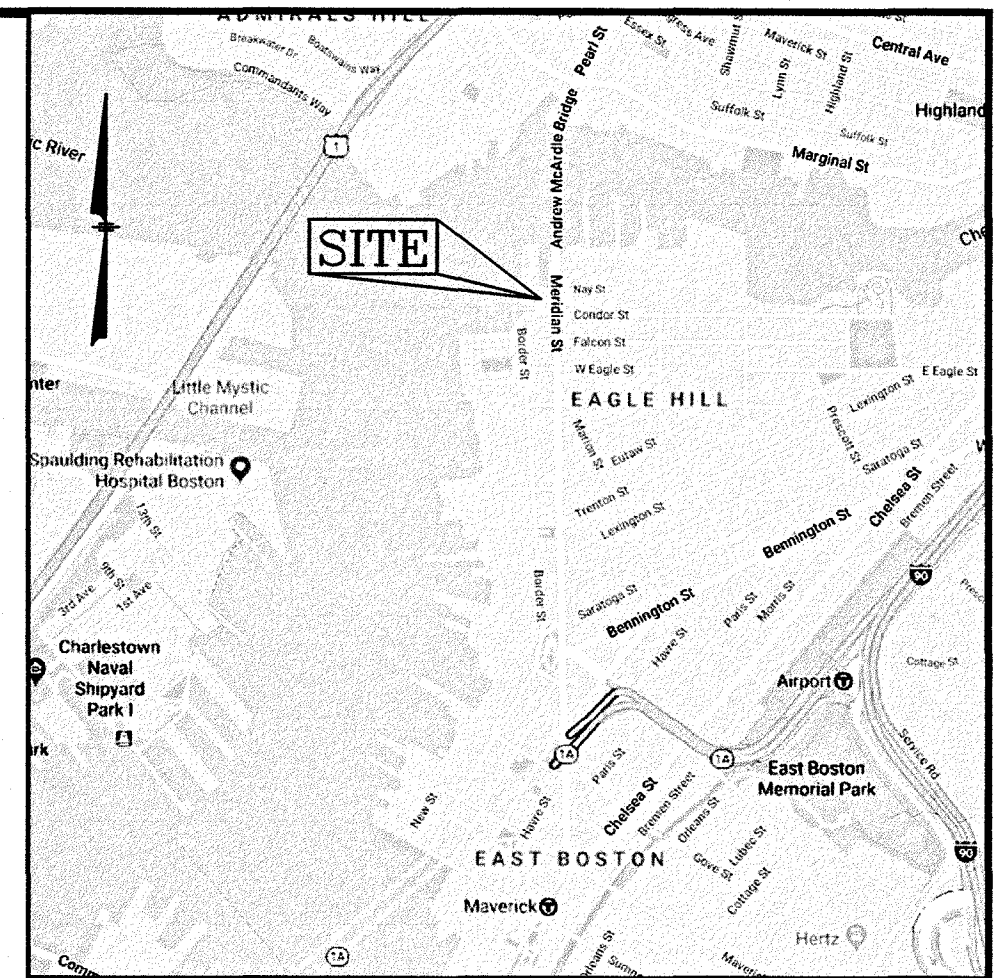 ADMIRALS HILL
Breakwater Dr
Boatswains Way
Commandants Way
1
Essex St
Pearl St
Shawmut
Maverick St
Lynn St
Highland St
Central Ave
Suffolk St
Suffolk St
Highland
Marginal St
Andrew McArdle Bridge
River
SITE
Meridian St
Nay St
Condor St
Falcon St
W Eagle St
Border St
E Eagle St
EAGLE HILL
Little Mystic
Channel
Lexington St
Prescott St
Saratoga St
Marion St
Eutaw St
Spaulding Rehabilitation
Hospital Boston
Chelsea St
Bremen Street
Trenton St
Lexington St
Bennington St
13th St
9th St
3rd Ave
1st Ave
Border St
Saratoga St
Bennington St
Havre St
Paris St
Morris St
90
Charlestown
Naval
Shipyard
Park I
Cottage St
Airport T
Service Rd
1A
1A
Paris St
East Boston
Memorial Park
Chelsea St
Bremen Street
Orleans St
New St
Havre St
Lubec St
Gove St
Cottage St
90
EAST BOSTON
Maverick T
Hertz
1A